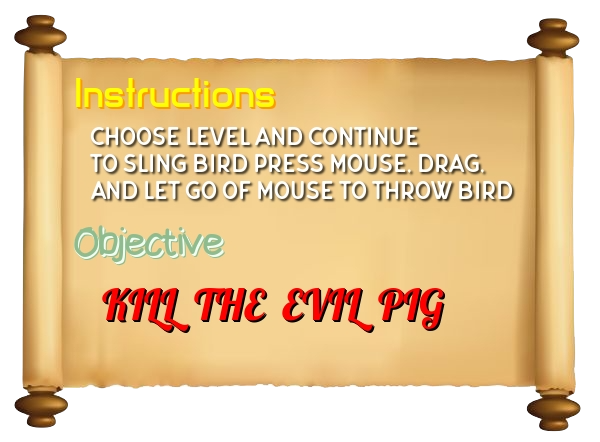 Instructions
CHOOSE LEVEL AND CONTINUE
TO SLING BIRD PRESS MOUSE, DRAG,
AND LET GO OF MOUSE TO THROW BIRD
Objective
KILL THE EVIL PIG